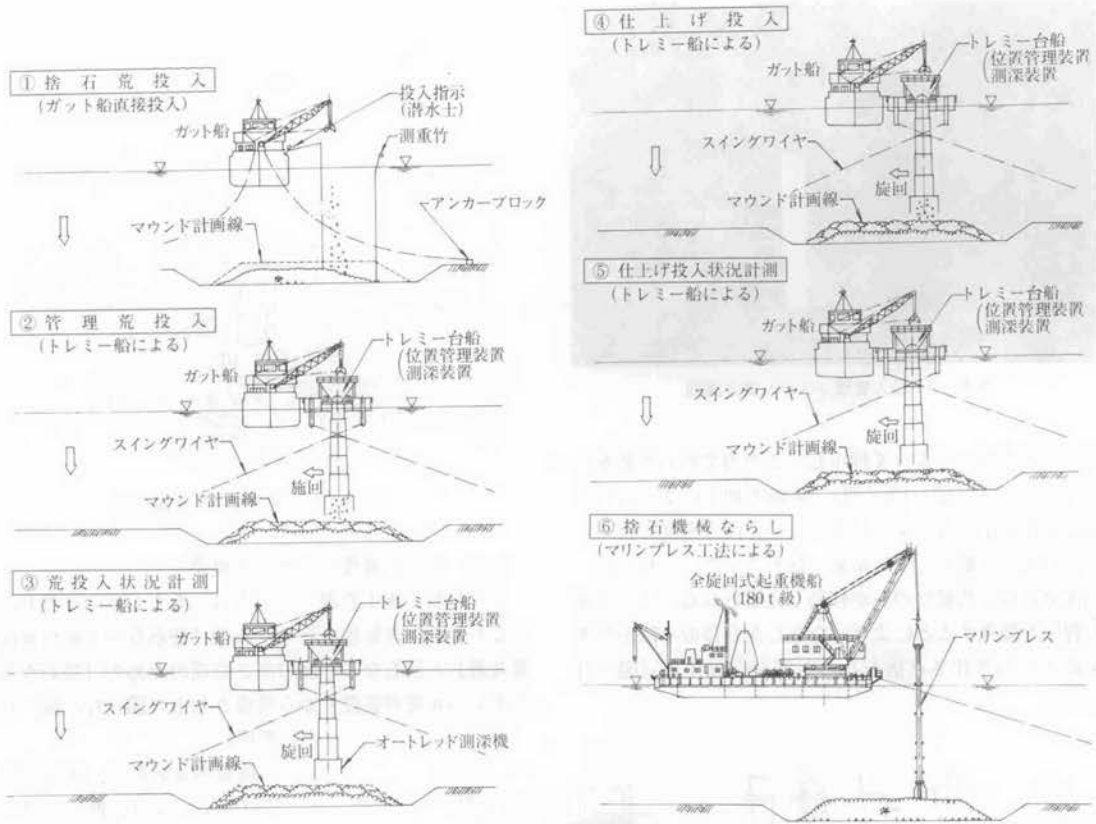 ① 捨石荒投入
(ガット船直接投入)
投入指示
(潜水士)
ガット船
測重竹
アンカーブロック
マウンド計画線
② 管理荒投入
(トレミー船による)
トレミー台船
(位置管理装置
測深装置
ガット船
スイングワイヤ
施回
マウンド計画線
③ 荒投入状況計測
(トレミー船による)
トレミー台船
(位置管理装置
測深装置
ガット船
スイングワイヤ
旋回
オートレッド測深機
マウンド計画線
④ 仕上げ投入
(トレミー船による)
トレミー台船
(位置管理装置
測深装置
ガット船
スイングワイヤ
旋回
マウンド計画線
⑤ 仕上げ投入状況計測
(トレミー船による)
トレミー台船
(位置管理装置
測深装置
ガット船
スイングワイヤ
旋回
マウンド計画線
⑥ 捨石機械ならし
(マリンプレス工法による)
全旋回式起重機船
(180t級)
マリンプレス